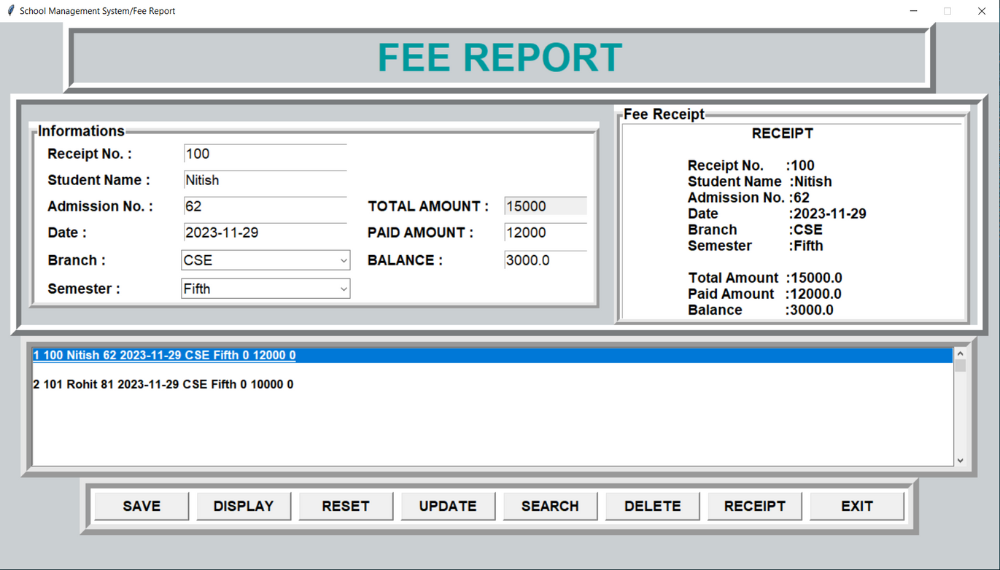 School Management System/Fee Report
FEE REPORT
Informations
Receipt No. : 100
Student Name : Nitish
Admission No. : 62 TOTAL AMOUNT : 15000
Date : 2023-11-29 PAID AMOUNT : 12000
Branch : CSE BALANCE : 3000.0
Semester : Fifth
Fee Receipt
RECEIPT
Receipt No. :100
Student Name :Nitish
Admission No. :62
Date :2023-11-29
Branch :CSE
Semester :Fifth
Total Amount :15000.0
Paid Amount :12000.0
Balance :3000.0
1 100 Nitish 62 2023-11-29 CSE Fifth 0 12000 0
2 101 Rohit 81 2023-11-29 CSE Fifth 0 10000 0
SAVE DISPLAY RESET UPDATE SEARCH DELETE RECEIPT EXIT